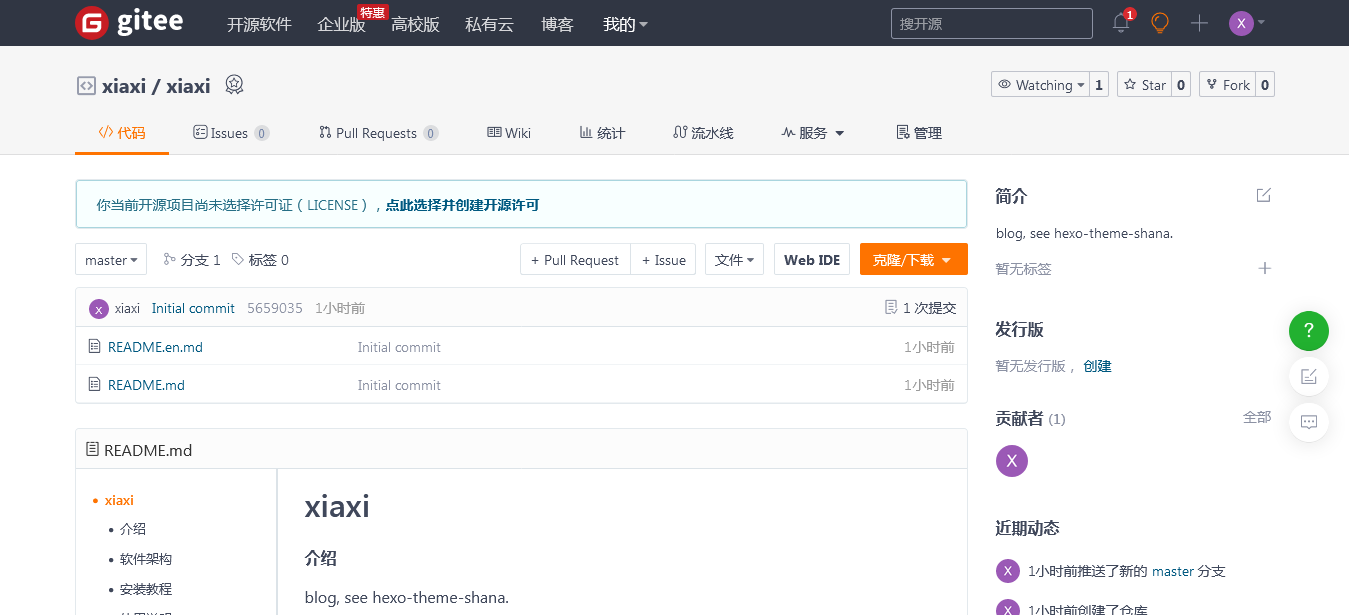 gitee 开源软件 企业版 特惠 高校版 私有云 博客 我的 搜开源 1 X
xiaxi / xiaxi Watching 1 Star 0 Fork 0
代码 Issues 0 Pull Requests 0 Wiki 统计 流水线 服务 管理
你当前开源项目尚未选择许可证（LICENSE），点此选择并创建开源许可
master 分支 1 标签 0 + Pull Request + Issue 文件 Web IDE 克隆/下载
x xiaxi Initial commit 5659035 1小时前 1 次提交
README.en.md Initial commit 1小时前
README.md Initial commit 1小时前
README.md
xiaxi
介绍
软件架构
安装教程
xiaxi
介绍
blog, see hexo-theme-shana.
简介
blog, see hexo-theme-shana.
暂无标签
发行版
暂无发行版，创建
贡献者 (1) 全部
X
近期动态
X 1小时前推送了新的 master 分支
X 1小时前创建了仓库
?